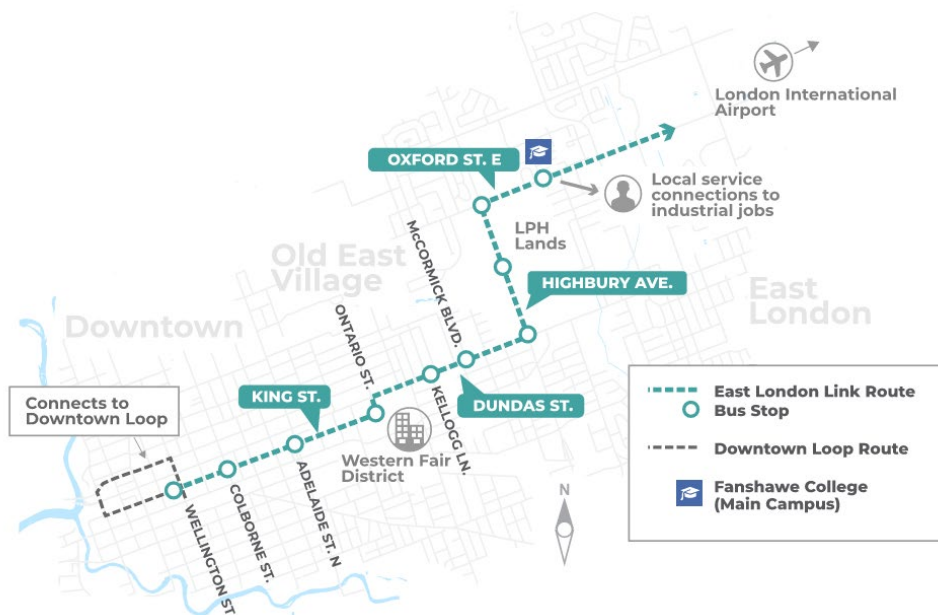 London International
Airport
OXFORD ST. E
Local service
connections to
industrial jobs
LPH
Lands
McCORMICK BLVD.
Old East
Village
HIGHBURY AVE.
East
London
Downtown
ONTARIO ST.
KING ST.
DUNDAS ST.
KELLOGG LN.
Connects to
Downtown Loop
Western Fair
District
ADELAIDE ST. N
COLBORNE ST.
WELLINGTON ST
N
East London Link Route
Bus Stop
Downtown Loop Route
Fanshawe College
(Main Campus)